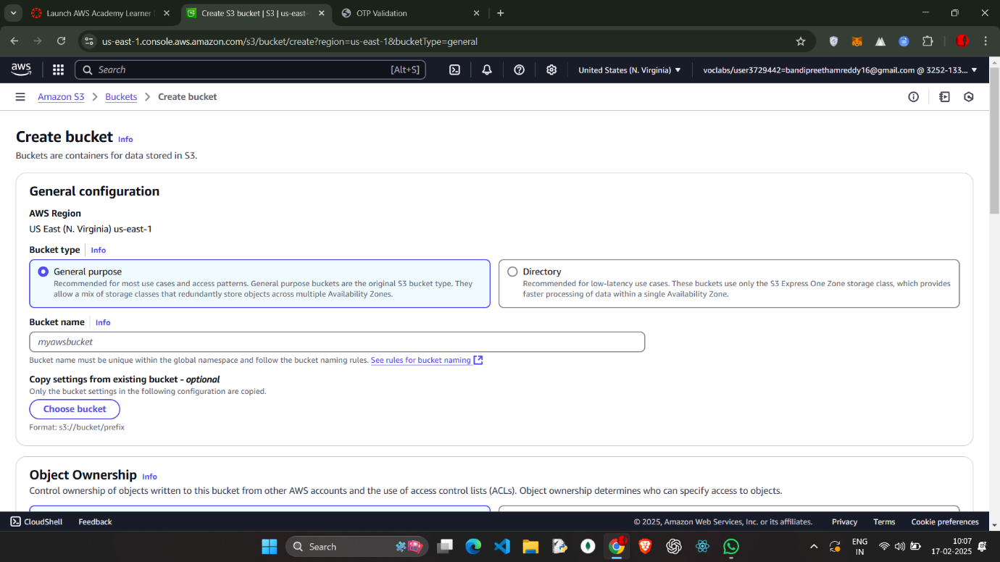 Launch AWS Academy Learner
Create S3 bucket | S3 | us-east-
OTP Validation
us-east-1.console.aws.amazon.com/s3/bucket/create?region=us-east-1&bucketType=general
aws
Search
[Alt+S]
United States (N. Virginia)
voclabs/user3729442=bandipreethamreddy16@gmail.com @ 3252-133...
Amazon S3
Buckets
Create bucket
Create bucket Info
Buckets are containers for data stored in S3.
General configuration
AWS Region
US East (N. Virginia) us-east-1
Bucket type Info
General purpose
Recommended for most use cases and access patterns. General purpose buckets are the original S3 bucket type. They
allow a mix of storage classes that redundantly store objects across multiple Availability Zones.
Directory
Recommended for low-latency use cases. These buckets use only the S3 Express One Zone storage class, which provides
faster processing of data within a single Availability Zone.
Bucket name Info
myawsbucket
Bucket name must be unique within the global namespace and follow the bucket naming rules. See rules for bucket naming
Copy settings from existing bucket - optional
Only the bucket settings in the following configuration are copied.
Choose bucket
Format: s3://bucket/prefix
Object Ownership Info
Control ownership of objects written to this bucket from other AWS accounts and the use of access control lists (ACLs). Object ownership determines who can specify access to objects.
CloudShell
Feedback
© 2025, Amazon Web Services, Inc. or its affiliates.
Privacy
Terms
Cookie preferences
Search
ENG
IN
10:07
17-02-2025